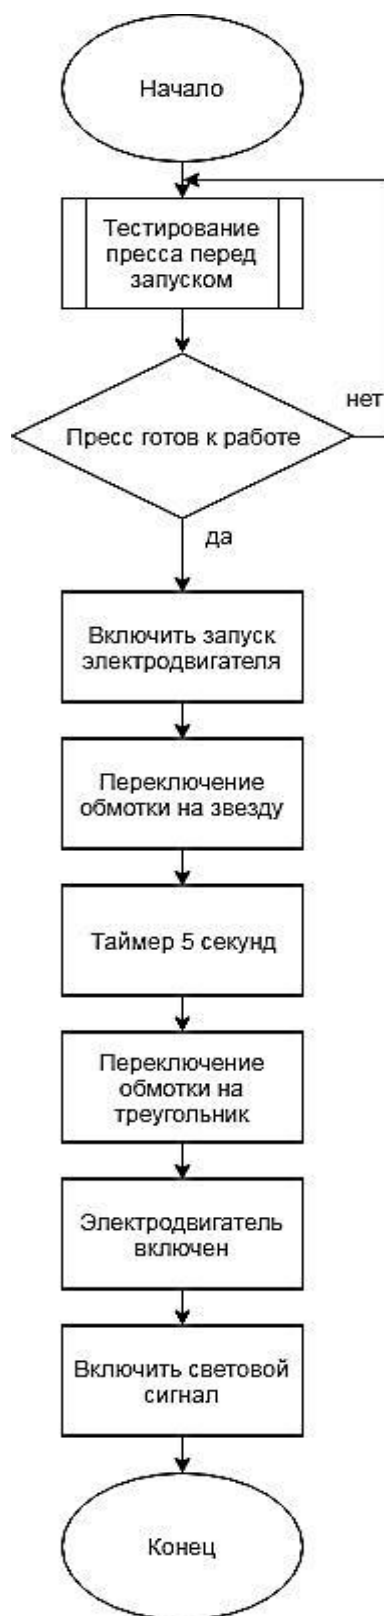 Начало
Тестирование
пресса перед
запуском
нет
Пресс готов к работе
да
Включить запуск
электродвигателя
Переключение
обмотки на звезду
Таймер 5 секунд
Переключение
обмотки на
треугольник
Электродвигатель
включен
Включить световой
сигнал
Конец